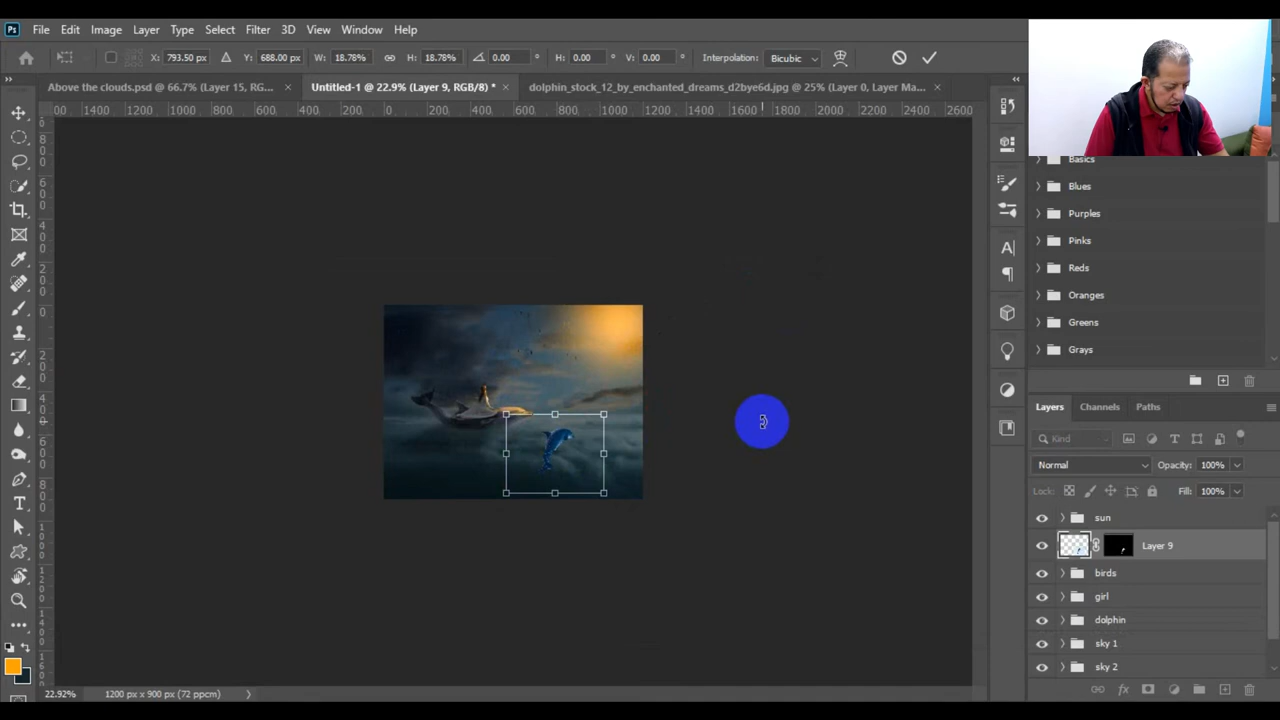 Ps File Edit Image Layer Type Select Filter 3D View Window Help
X: 793.50 px Y: 688.00 px W: 18.78% H: 18.78% 0.00 ° H: 0.00 ° V: 0.00 ° Interpolation: Bicubic
Above the clouds.psd @ 66.7% (Layer 15, RG... × Untitled-1 @ 22.9% (Layer 9, RGB/8) * × dolphin_stock_12_by_enchanted_dreams_d2bye6d.jpg @ 25% (Layer 0, Layer Ma... ×
00 1400 1200 1000 800 600 400 200 0 200 400 600 800 1000 1200 1400 1600 1800 2000 2200 2400 2600
Basics
Blues
Purples
Pinks
Reds
Oranges
Greens
Grays
Layers Channels Paths
Kind
Normal Opacity: 100%
Lock: Fill: 100%
sun
Layer 9
birds
girl
dolphin
sky 1
sky 2
22.92% 1200 px x 900 px (72 ppcm)